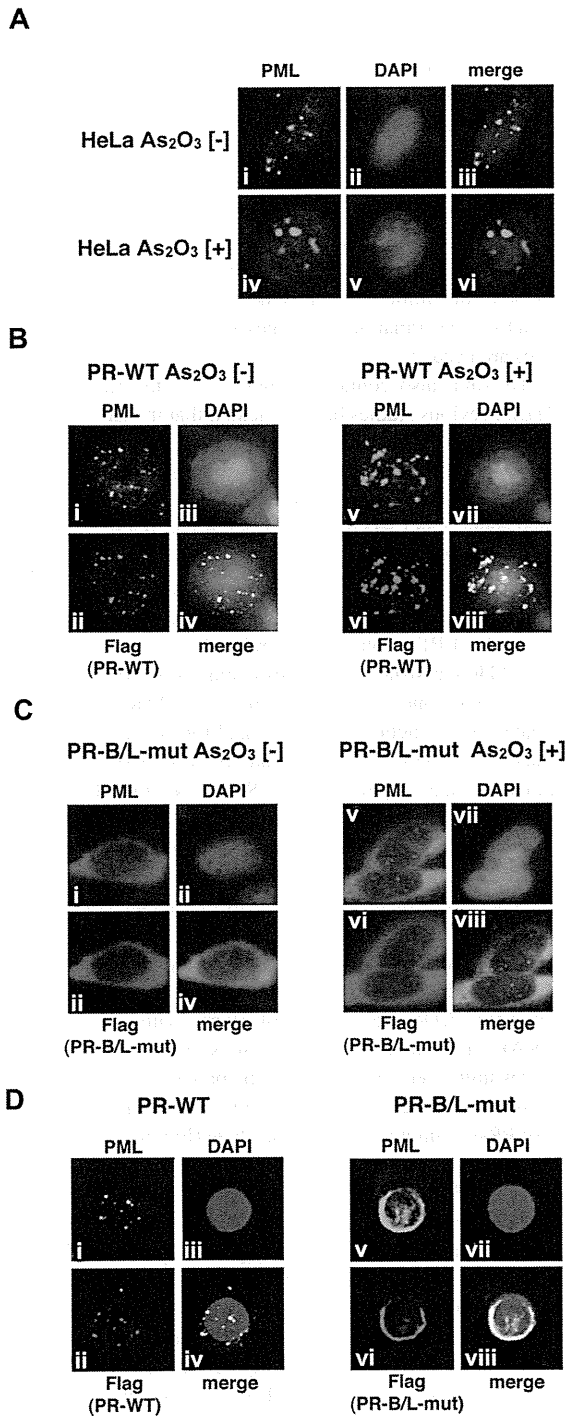 A
PML DAPI merge
HeLa As₂O₃ [-]
i ii iii
HeLa As₂O₃ [+]
iv v vi
B
PR-WT As₂O₃ [-] PR-WT As₂O₃ [+]
PML DAPI PML DAPI
i iii v vii
ii iv vi viii
Flag merge Flag merge
(PR-WT) (PR-WT)
C
PR-B/L-mut As₂O₃ [-] PR-B/L-mut As₂O₃ [+]
PML DAPI PML DAPI
i ii v vii
ii iv vi viii
Flag merge Flag merge
(PR-B/L-mut) (PR-B/L-mut)
D
PR-WT PR-B/L-mut
PML DAPI PML DAPI
i iii v vii
ii iv vi viii
Flag merge Flag merge
(PR-WT) (PR-B/L-mut)